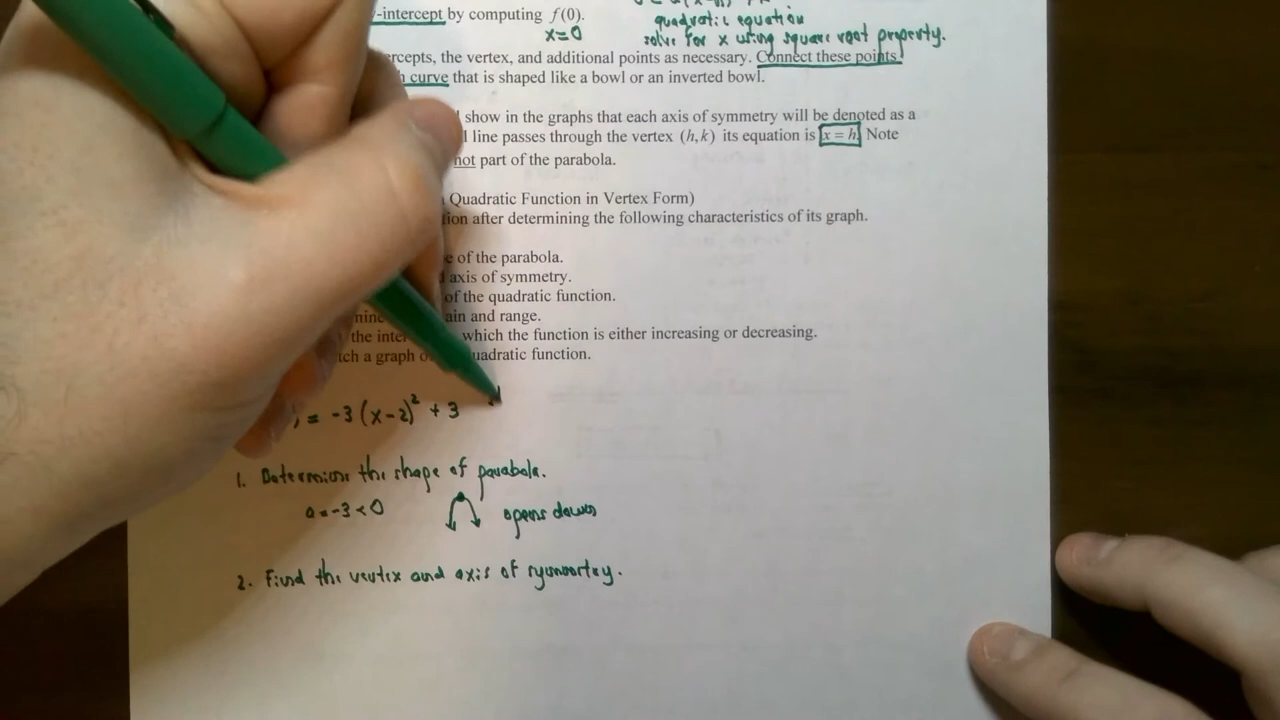 -intercept by computing f(0).
x=0
quadratic equation
solve for x using square root property.
ercepts, the vertex, and additional points as necessary. Connect these points
curve that is shaped like a bowl or an inverted bowl.
show in the graphs that each axis of symmetry will be denoted as a
l line passes through the vertex (h,k) its equation is x = h. Note
not part of the parabola.
Quadratic Function in Vertex Form)
tion after determining the following characteristics of its graph.
e of the parabola.
axis of symmetry.
of the quadratic function.
mine ain and range.
the inter which the function is either increasing or decreasing.
tch a graph o uadratic function.
) = -3(x-2)² + 3
1. Determine the shape of parabola.
a = -3 < 0 opens down
2. Find the vertex and axis of symmetry.